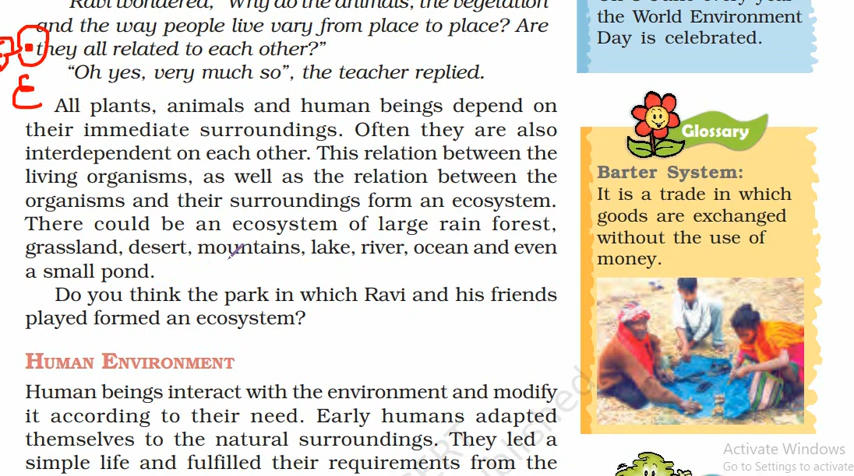 Ravi wondered, "Why do the animals, the vegetation
and the way people live vary from place to place? Are
they all related to each other?"
"Oh yes, very much so", the teacher replied.
All plants, animals and human beings depend on
their immediate surroundings. Often they are also
interdependent on each other. This relation between the
living organisms, as well as the relation between the
organisms and their surroundings form an ecosystem.
There could be an ecosystem of large rain forest,
grassland, desert, mountains, lake, river, ocean and even
a small pond.
Do you think the park in which Ravi and his friends
played formed an ecosystem?
HUMAN ENVIRONMENT
Human beings interact with the environment and modify
it according to their need. Early humans adapted
themselves to the natural surroundings. They led a
simple life and fulfilled their requirements from the
the World Environment
Day is celebrated.
Glossary
Barter System:
It is a trade in which
goods are exchanged
without the use of
money.
Activate Windows
Go to Settings to activate